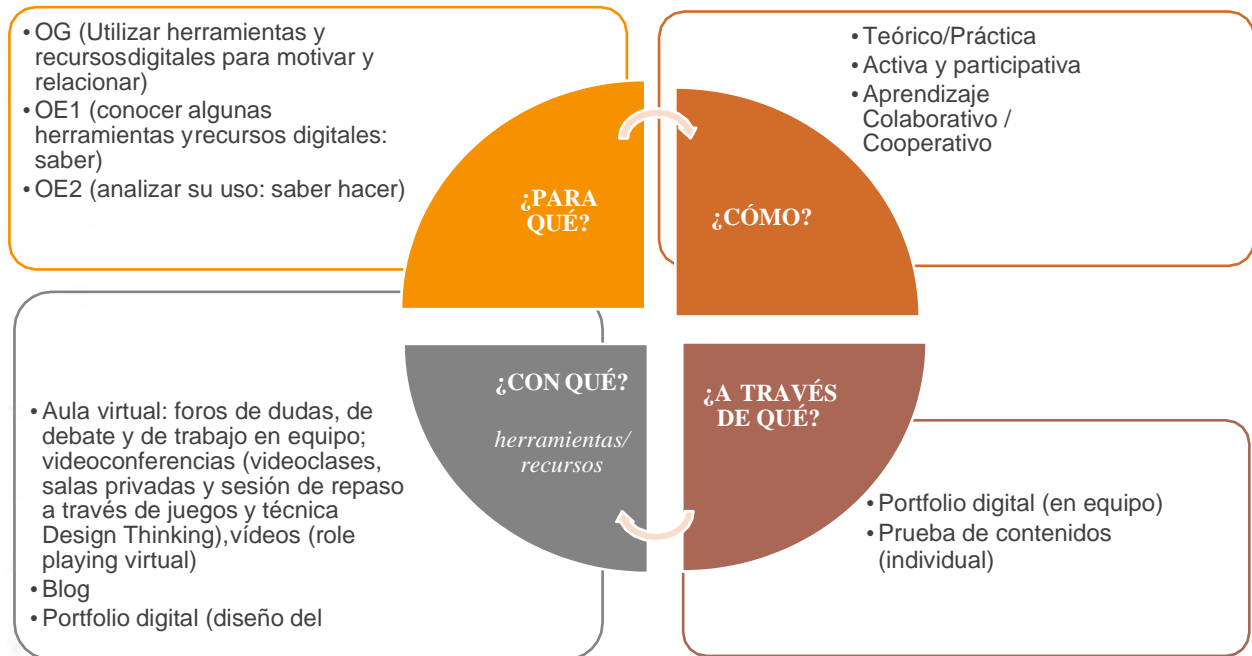 • OG (Utilizar herramientas y
recursosdigitales para motivar y
relacionar)
• OE1 (conocer algunas
herramientas yrecursos digitales:
saber)
• OE2 (analizar su uso: saber hacer)
• Teórico/Práctica
• Activa y participativa
• Aprendizaje
Colaborativo /
Cooperativo
¿PARA
QUÉ?
¿CÓMO?
¿CON QUÉ?
herramientas/
recursos
¿A TRAVÉS
DE QUÉ?
• Aula virtual: foros de dudas, de
debate y de trabajo en equipo;
videoconferencias (videoclases,
salas privadas y sesión de repaso
a través de juegos y técnica
Design Thinking),vídeos (role
playing virtual)
• Blog
• Portfolio digital (diseño del
• Portfolio digital (en equipo)
• Prueba de contenidos
(individual)